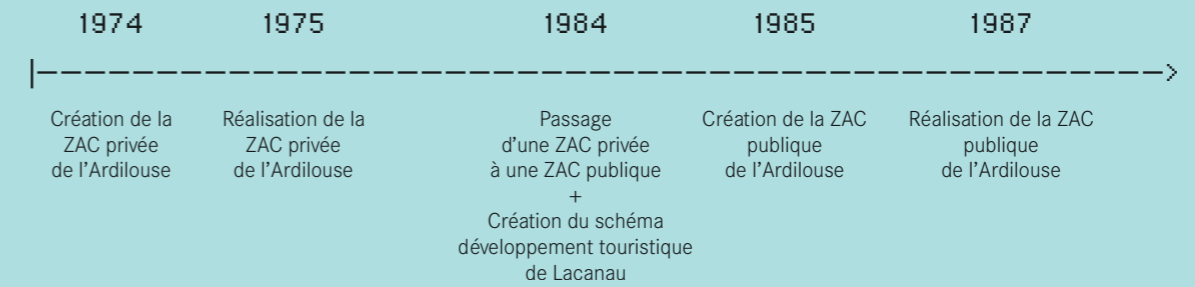 1974
1975
1984
1985
1987
Création de la
ZAC privée
de l'Ardilouse
Réalisation de la
ZAC privée
de l'Ardilouse
Passage
d'une ZAC privée
à une ZAC publique
+
Création du schéma
développement touristique
de Lacanau
Création de la ZAC
publique
de l'Ardilouse
Réalisation de la ZAC
publique
de l'Ardilouse